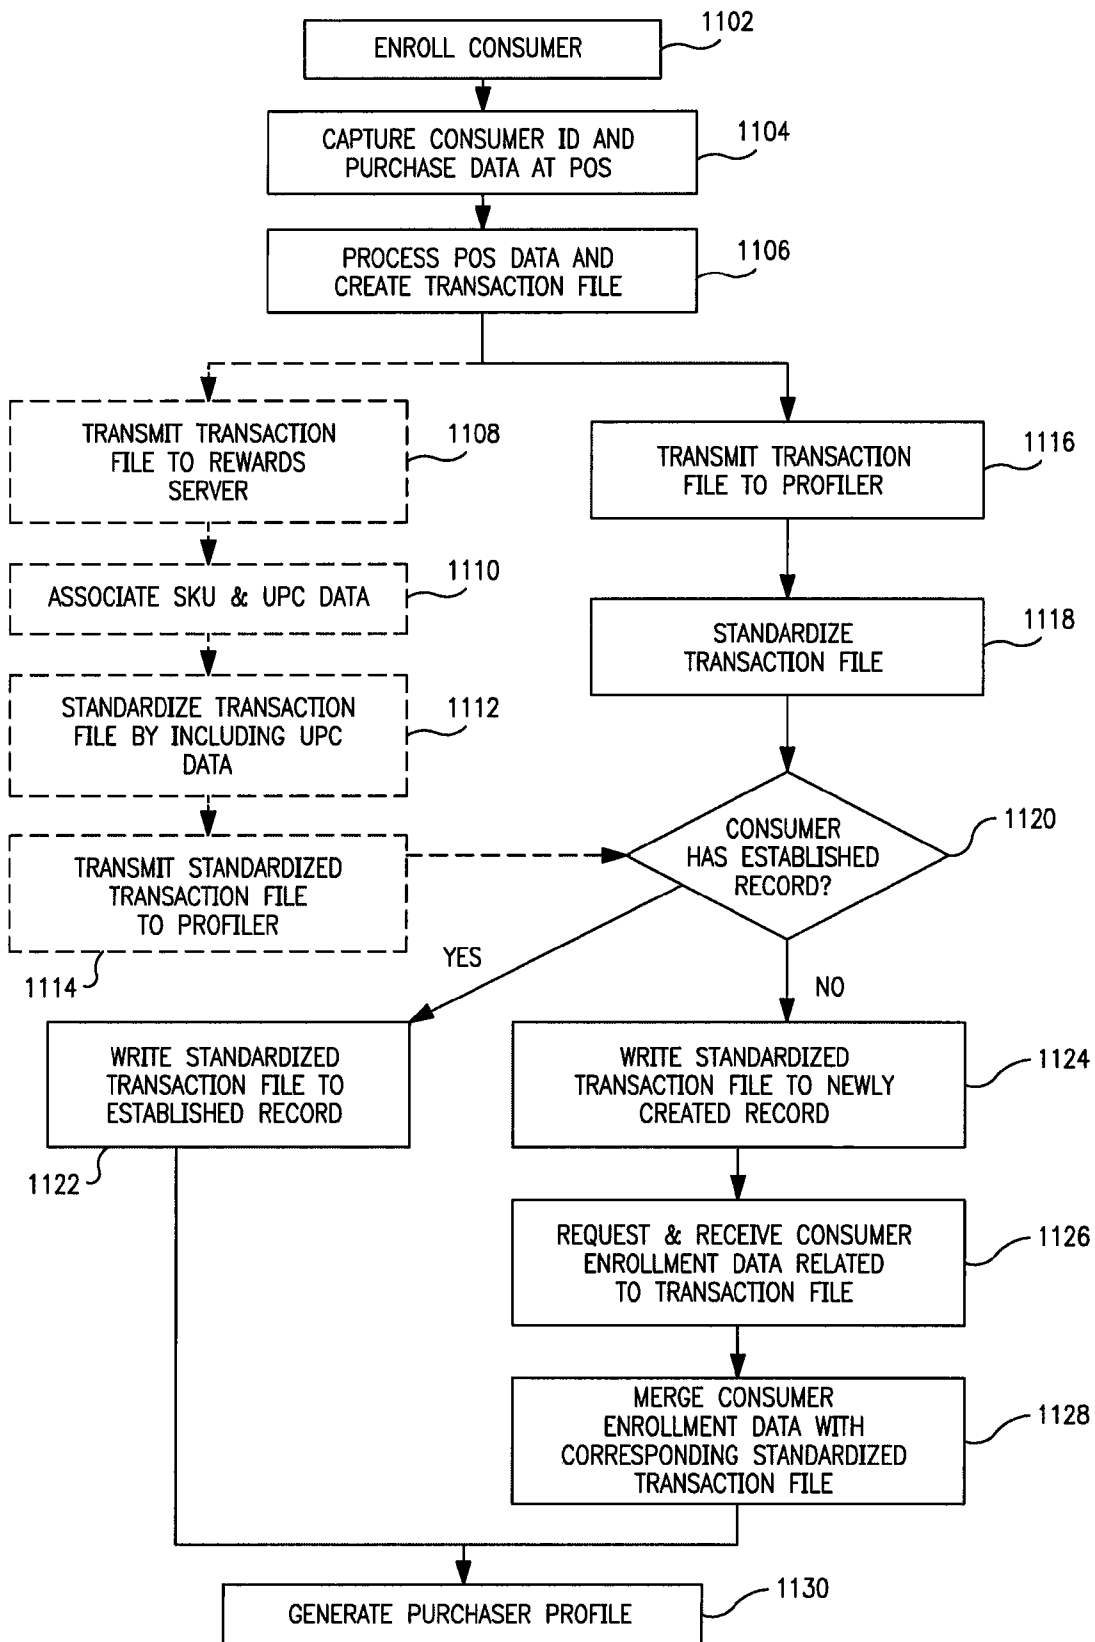 ENROLL CONSUMER
1102
CAPTURE CONSUMER ID AND
PURCHASE DATA AT POS
1104
PROCESS POS DATA AND
CREATE TRANSACTION FILE
1106
TRANSMIT TRANSACTION
FILE TO REWARDS
SERVER
1108
TRANSMIT TRANSACTION
FILE TO PROFILER
1116
ASSOCIATE SKU & UPC DATA
1110
STANDARDIZE
TRANSACTION FILE
1118
STANDARDIZE TRANSACTION
FILE BY INCLUDING UPC
DATA
1112
TRANSMIT STANDARDIZED
TRANSACTION FILE
TO PROFILER
1114
CONSUMER
HAS ESTABLISHED
RECORD?
1120
YES
NO
WRITE STANDARDIZED
TRANSACTION FILE TO
ESTABLISHED RECORD
1122
WRITE STANDARDIZED
TRANSACTION FILE TO NEWLY
CREATED RECORD
1124
REQUEST & RECEIVE CONSUMER
ENROLLMENT DATA RELATED
TO TRANSACTION FILE
1126
MERGE CONSUMER
ENROLLMENT DATA WITH
CORRESPONDING STANDARDIZED
TRANSACTION FILE
1128
GENERATE PURCHASER PROFILE
1130